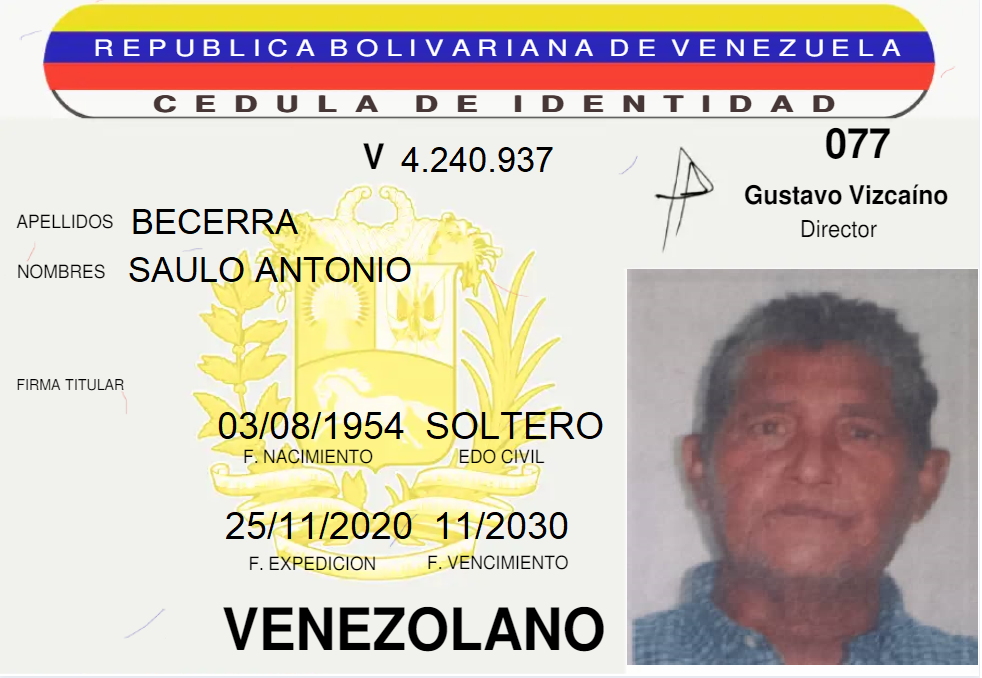 REPUBLICA BOLIVARIANA DE VENEZUELA
CEDULA DE IDENTIDAD
V 4.240.937
077
Gustavo Vizcaíno
Director
APELLIDOS BECERRA
NOMBRES SAULO ANTONIO
FIRMA TITULAR
03/08/1954 SOLTERO
F. NACIMIENTO EDO CIVIL
25/11/2020 11/2030
F. EXPEDICION F. VENCIMIENTO
VENEZOLANO